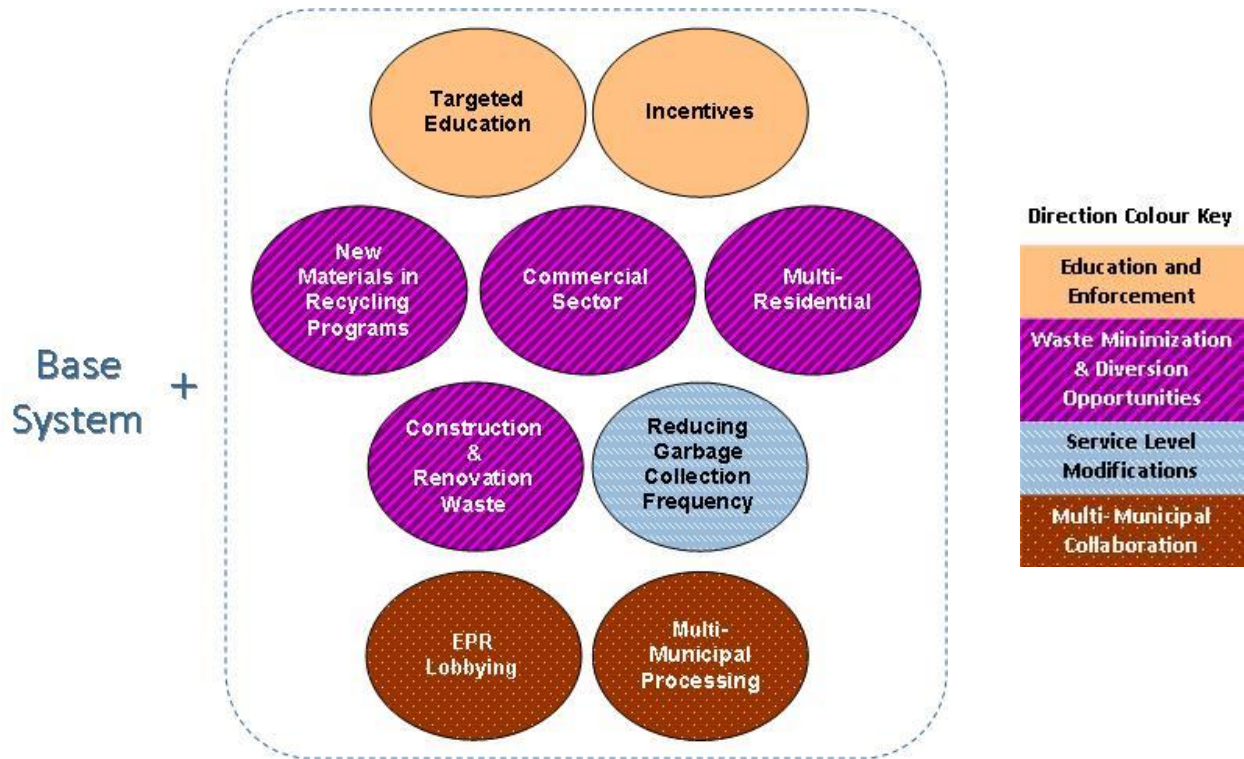 Targeted
Education
Incentives
New
Materials in
Recycling
Programs
Commercial
Sector
Multi-
Residential
Base
System
+
Construction
&
Renovation
Waste
Reducing
Garbage
Collection
Frequency
EPR
Lobbying
Multi-
Municipal
Processing
Direction Colour Key
Education and
Enforcement
Waste Minimization
& Diversion
Opportunities
Service Level
Modifications
Multi-Municipal
Collaboration